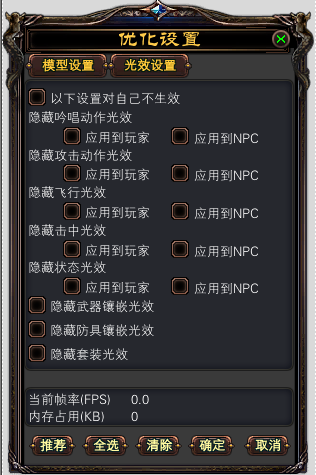 优化设置
模型设置 光效设置
以下设置对自己不生效
隐藏吟唱动作光效
应用到玩家 应用到NPC
隐藏攻击动作光效
应用到玩家 应用到NPC
隐藏飞行光效
应用到玩家 应用到NPC
隐藏击中光效
应用到玩家 应用到NPC
隐藏状态光效
应用到玩家 应用到NPC
隐藏武器镶嵌光效
隐藏防具镶嵌光效
隐藏套装光效
当前帧率(FPS) 0.0
内存占用(KB) 0
推荐 全选 清除 确定 取消